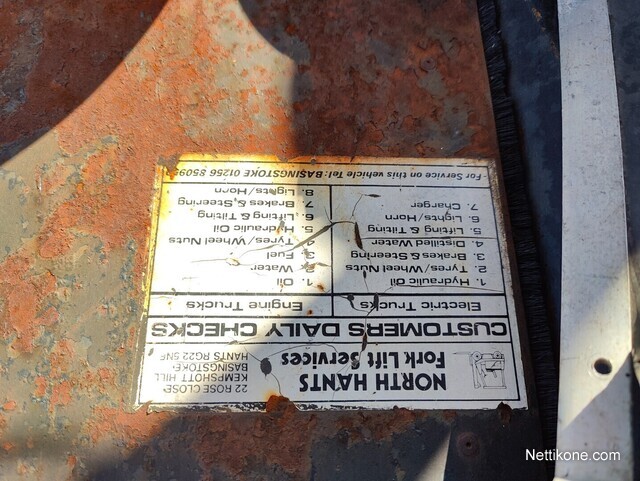 NORTH HANTS
Fork Lift Services
22 ROSE CLOSE
KEMPSHOTT HILL
BASINGSTOKE
HANTS RG22 5NF
CUSTOMERS DAILY CHECKS
Electric Trucks
1. Hydraulic Oil
2. Tyres/Wheel Nuts
3. Brakes & Steering
4. Distilled Water
5. Lifting & Tilting
6. Lights/Horn
7. Charger
Engine Trucks
1. Oil
2. Water
3. Fuel
4. Tyres/Wheel Nuts
5. Hydraulic Oil
6. Lifting & Tilting
7. Brakes & Steering
8. Lights/Horn
For Service on this vehicle Tel: BASINGSTOKE 01256
Nettikone.com